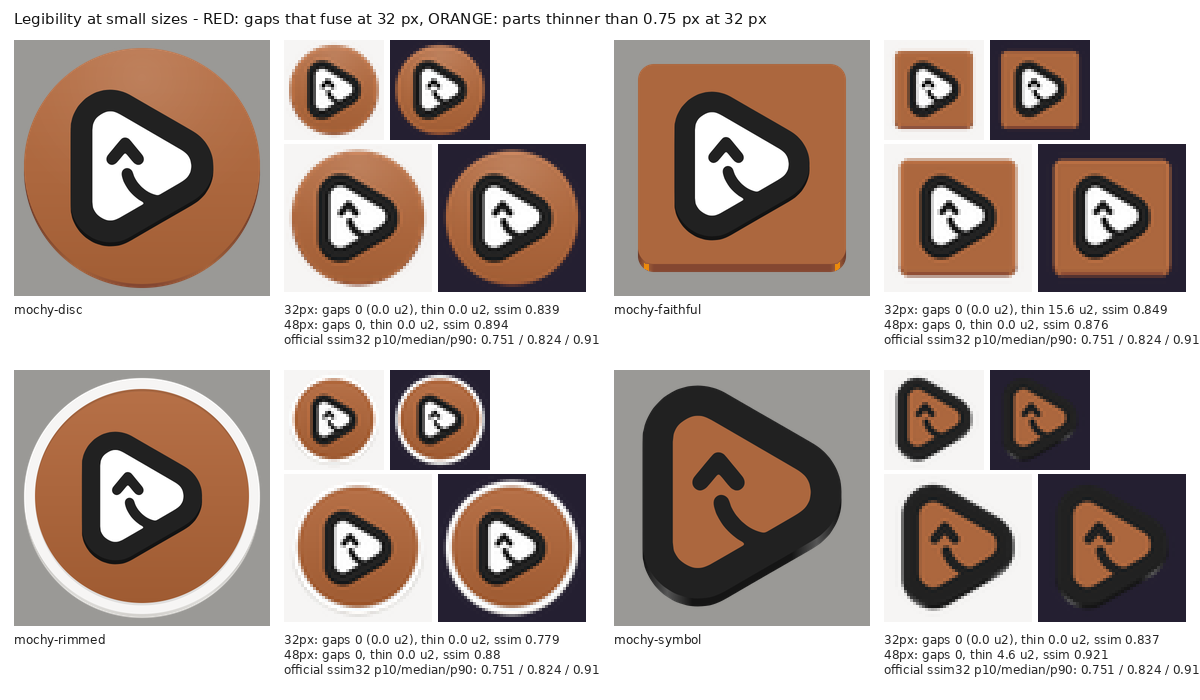 Legibility at small sizes - RED: gaps that fuse at 32 px, ORANGE: parts thinner than 0.75 px at 32 px
mochy-disc
32px: gaps 0 (0.0 u2), thin 0.0 u2, ssim 0.839
48px: gaps 0, thin 0.0 u2, ssim 0.894
official ssim32 p10/median/p90: 0.751 / 0.824 / 0.91
mochy-faithful
32px: gaps 0 (0.0 u2), thin 15.6 u2, ssim 0.849
48px: gaps 0, thin 0.0 u2, ssim 0.876
official ssim32 p10/median/p90: 0.751 / 0.824 / 0.91
mochy-rimmed
32px: gaps 0 (0.0 u2), thin 0.0 u2, ssim 0.779
48px: gaps 0, thin 0.0 u2, ssim 0.88
official ssim32 p10/median/p90: 0.751 / 0.824 / 0.91
mochy-symbol
32px: gaps 0 (0.0 u2), thin 0.0 u2, ssim 0.837
48px: gaps 0, thin 4.6 u2, ssim 0.921
official ssim32 p10/median/p90: 0.751 / 0.824 / 0.91